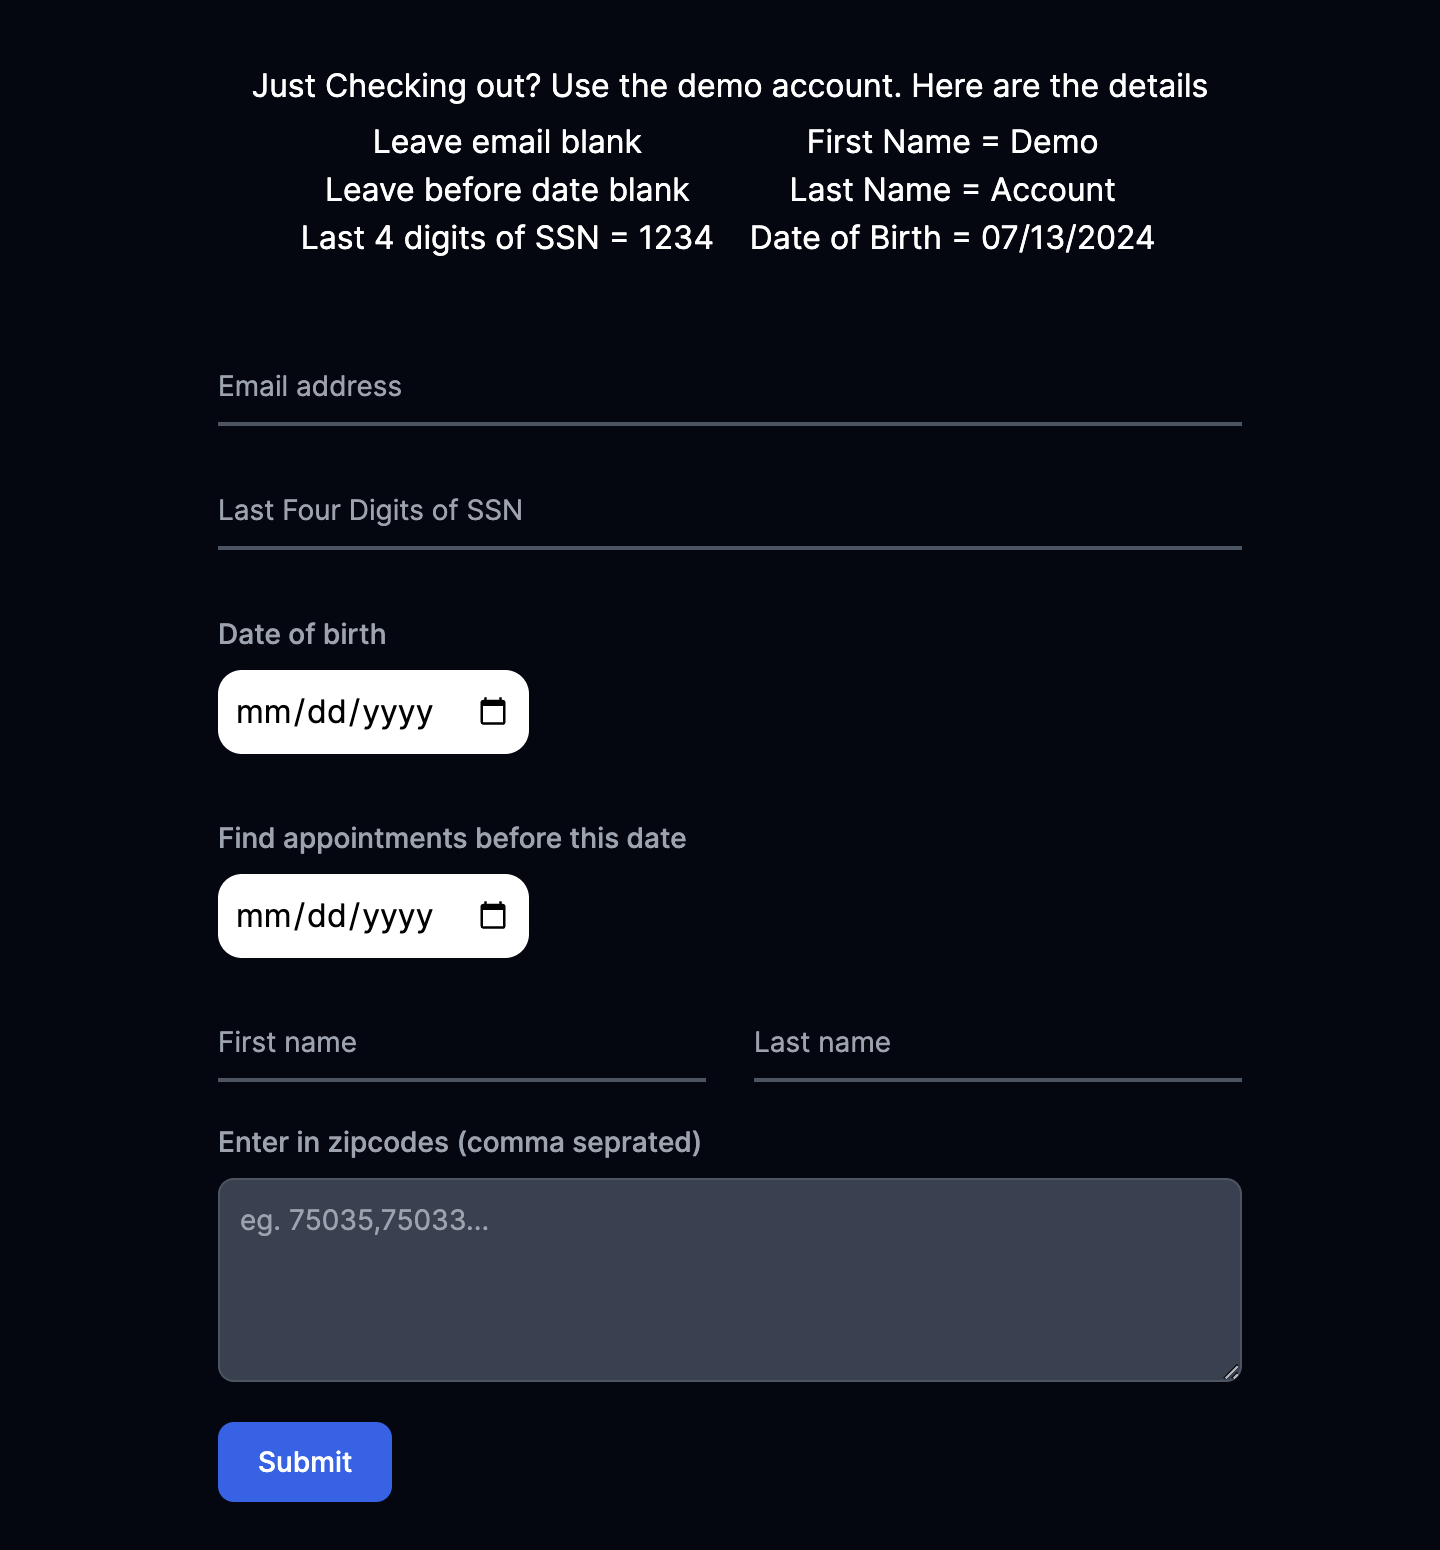 Just Checking out? Use the demo account. Here are the details
Leave email blank
Leave before date blank
Last 4 digits of SSN = 1234
First Name = Demo
Last Name = Account
Date of Birth = 07/13/2024
Email address
Last Four Digits of SSN
Date of birth
mm/dd/yyyy
Find appointments before this date
mm/dd/yyyy
First name
Last name
Enter in zipcodes (comma seprated)
eg. 75035,75033...
Submit